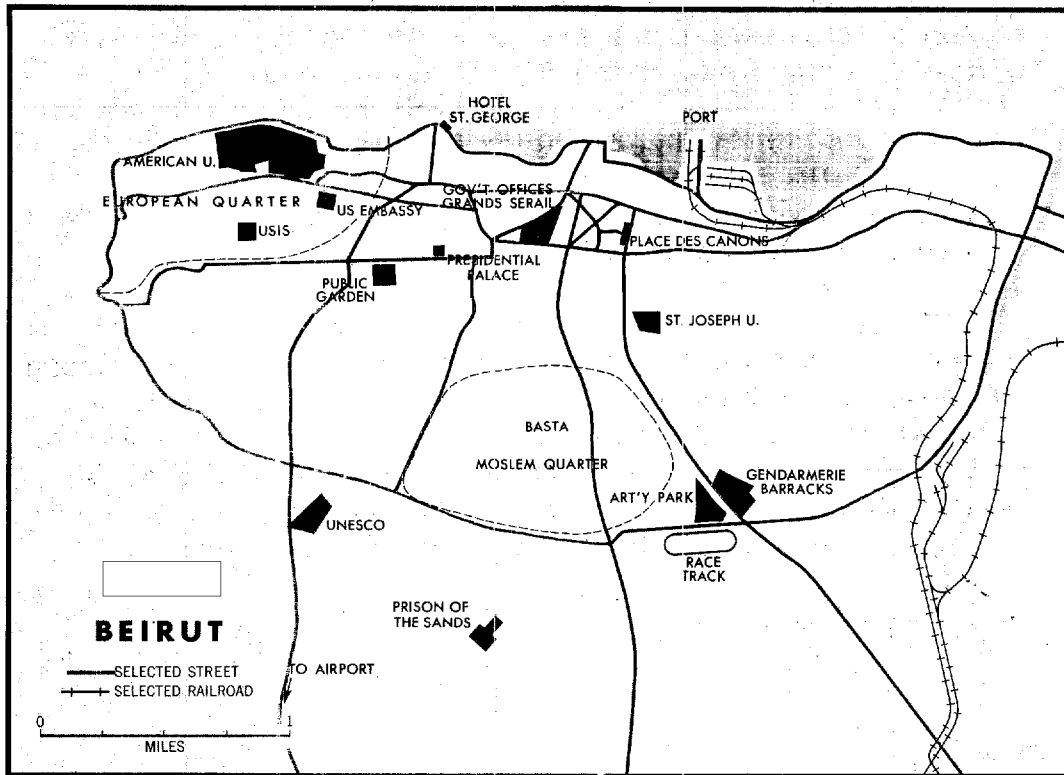 HOTEL
ST. GEORGE
PORT
AMERICAN U.
EUROPEAN QUARTER
US EMBASSY
USIS
GOV'T OFFICES
GRANDS SERAIL
PLACE DES CANONS
PRESIDENTIAL
PALACE
PUBLIC
GARDEN
ST. JOSEPH U.
BASTA
MOSLEM QUARTER
GENDARMERIE
BARRACKS
ART'Y PARK
UNESCO
RACE
TRACK
PRISON OF
THE SANDS
BEIRUT
SELECTED STREET
SELECTED RAILROAD
TO AIRPORT
0 1
MILES